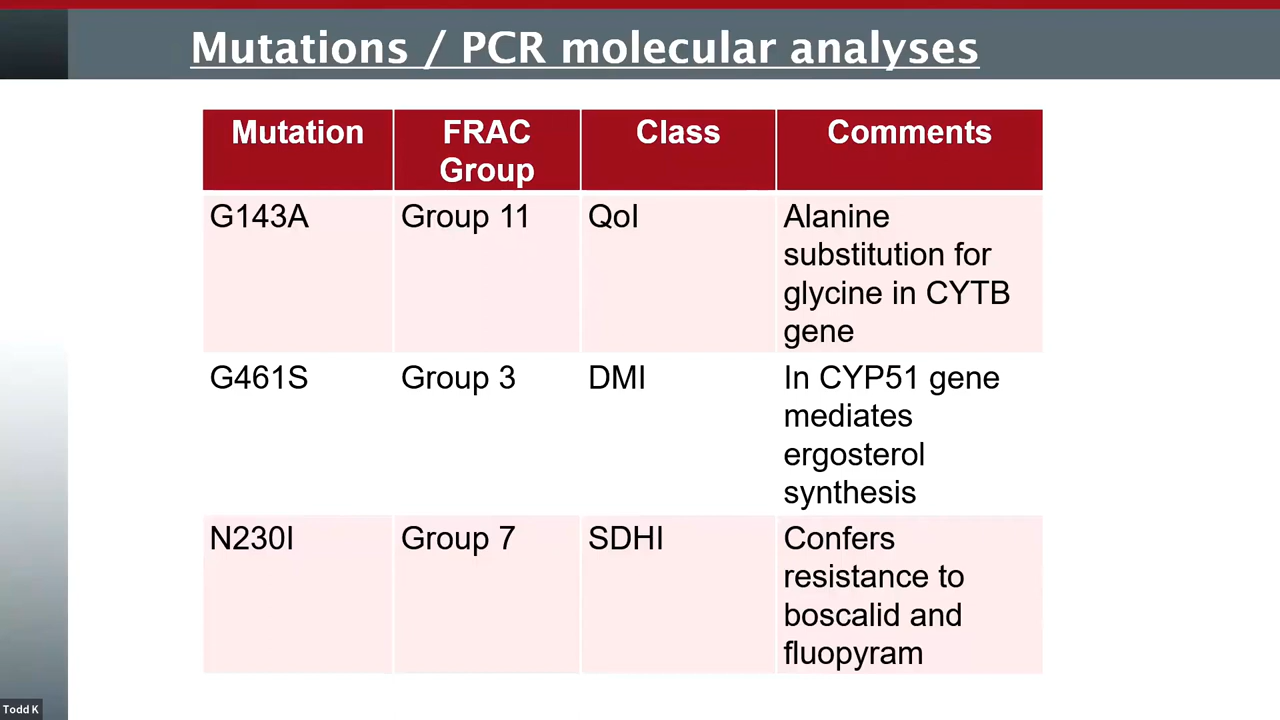 Mutations / PCR molecular analyses
Mutation
FRAC
Group
Class
Comments
G143A
Group 11
QoI
Alanine
substitution for
glycine in CYTB
gene
G461S
Group 3
DMI
In CYP51 gene
mediates
ergosterol
synthesis
N230I
Group 7
SDHI
Confers
resistance to
boscalid and
fluopyram
Todd K